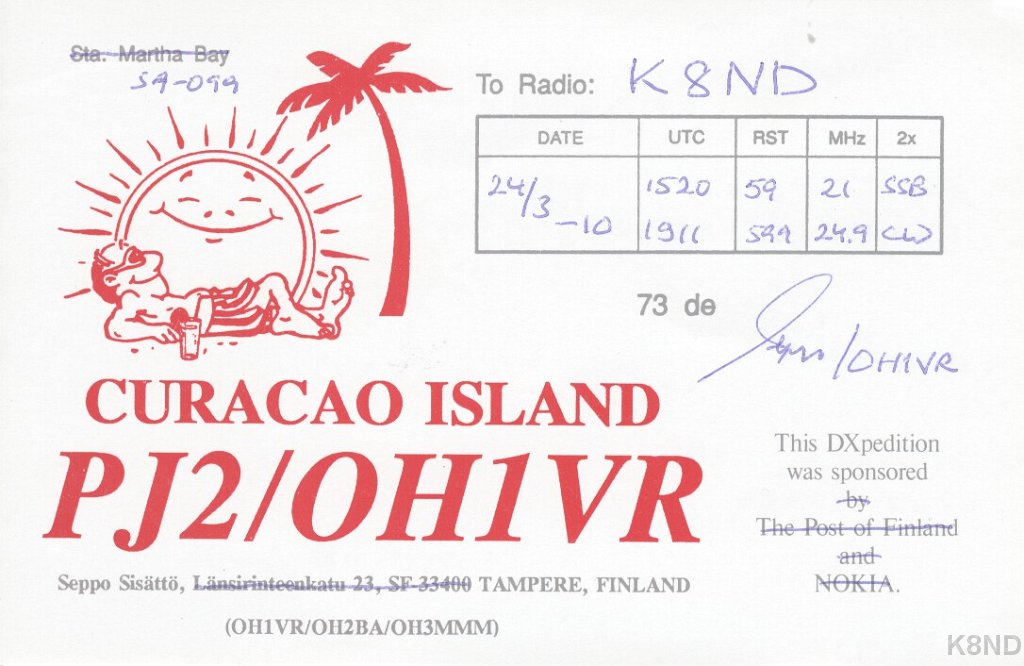 Sta. Martha Bay
SA-099
To Radio: K8ND
DATE UTC RST MHz 2x
24/3-10 1520 59 21 SSB
1911 599 24.9 CW
73 de Seppo/OH1VR
CURACAO ISLAND
PJ2/OH1VR
This DXpedition
was sponsored
by
The Post of Finland
and
NOKIA.
Seppo Sisättö, Länsirinteenkatu 23, SF-33400 TAMPERE, FINLAND
(OH1VR/OH2BA/OH3MMM)
K8ND